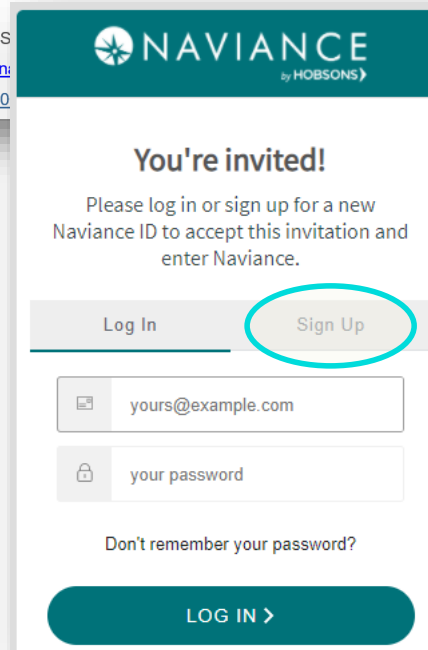 NAVIANCE
by HOBSONS
You're invited!
Please log in or sign up for a new
Naviance ID to accept this invitation and
enter Naviance.
Log In Sign Up
yours@example.com
your password
Don't remember your password?
LOG IN >